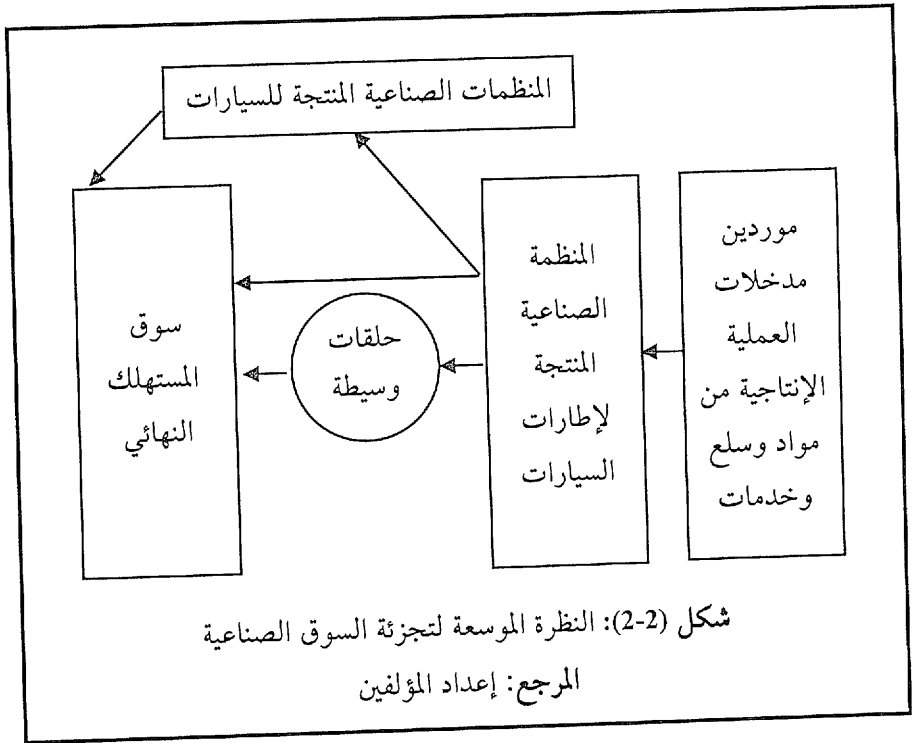 المنظمات الصناعية المنتجة للسيارات
موردين
مدخلات
العملية
الإنتاجية من
مواد وسلع
وخدمات
المنظمة
الصناعية
المنتجة
لإطارات
السيارات
حلقات
وسيطة
سوق
المستهلك
النهائي
شكل (2-2): النظرة الموسعة لتجزئة السوق الصناعية
المرجع: إعداد المؤلفين